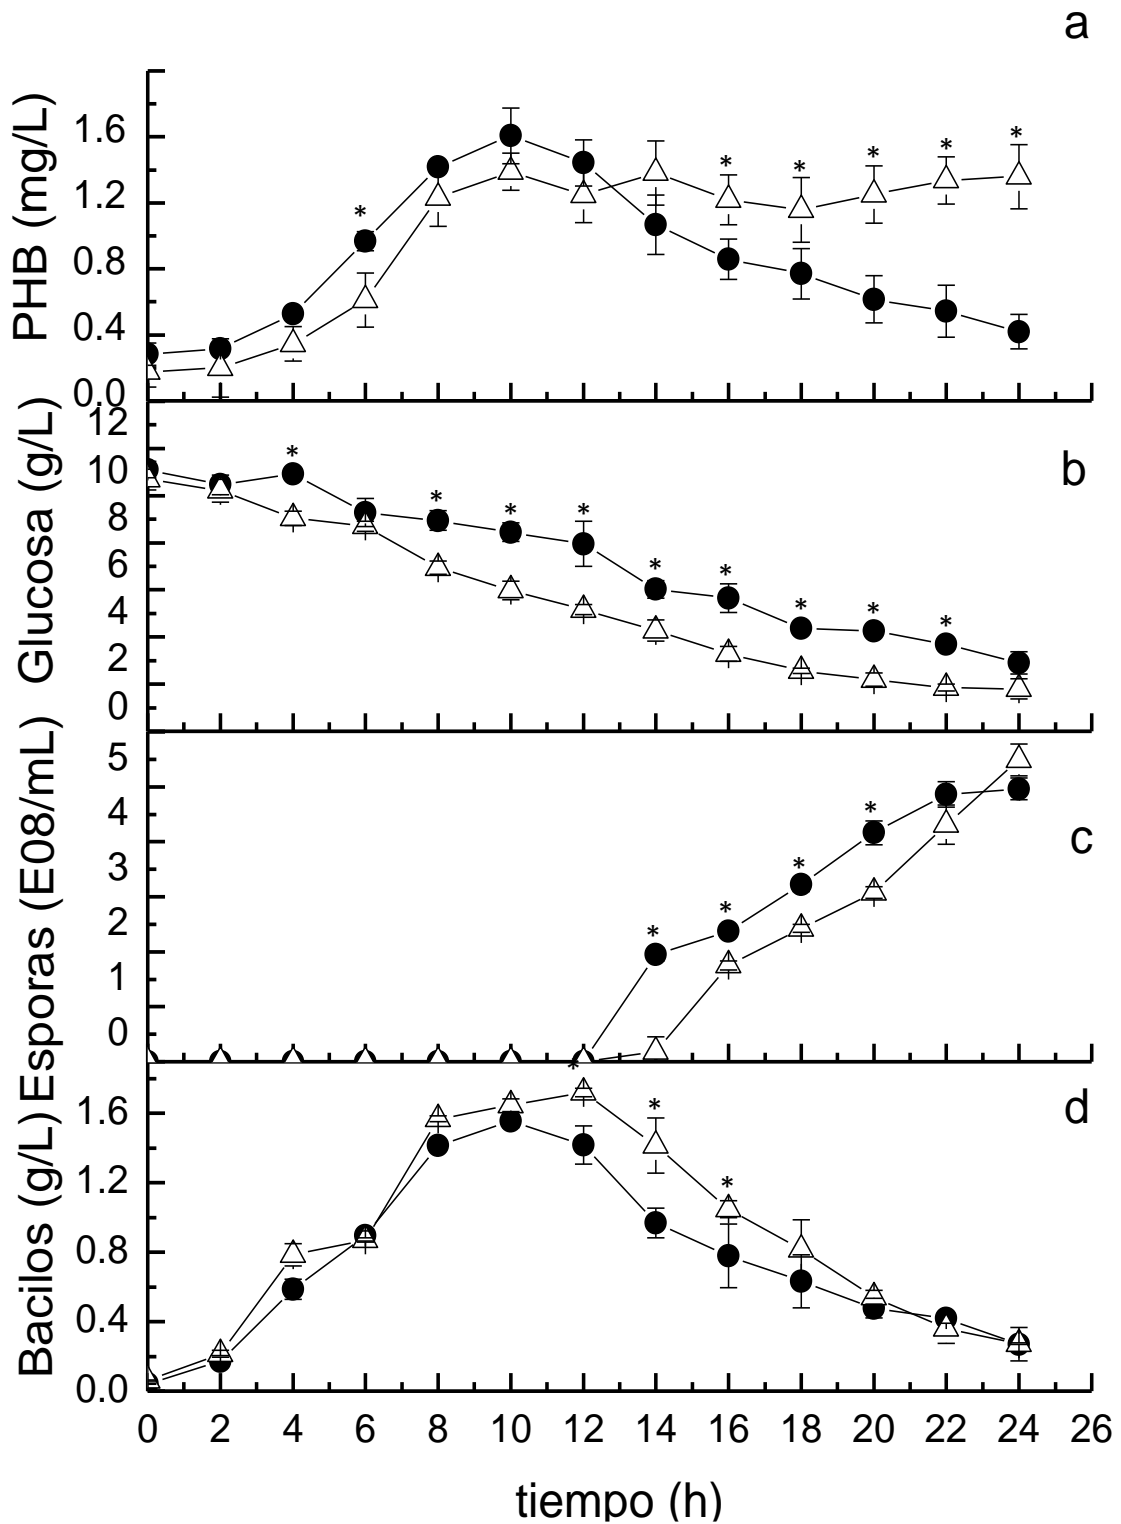 a
PHB (mg/L)
1.6
*
1.2
* * * * * *
0.8
0.4
0.0
Glucosa (g/L)
12
b
10
* * * * * * * * *
8
6
4
2
0
Esporas (E08/mL)
5
c
4
* * * *
3
2
1
0
Bacilos (g/L)
d
* * *
1.6
1.2
0.8
0.4
0.0
0 2 4 6 8 10 12 14 16 18 20 22 24 26
tiempo (h)